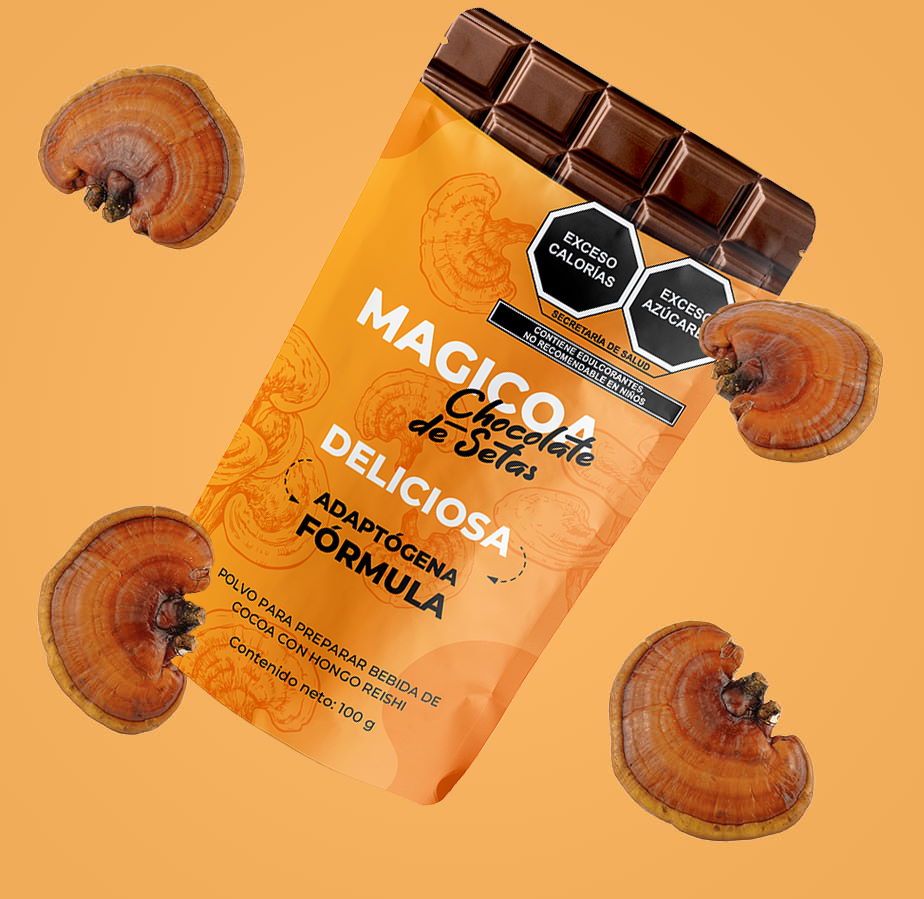 EXCESO
CALORÍAS
EXCESO
SECRETARÍA DE SALUD
CONTIENE EDULCORANTES,
NO RECOMENDABLE EN NIÑOS
MAGICOA
Chocolate
de Setas
DELICIOSA
ADAPTÓGENA
FÓRMULA
POLVO PARA PREPARAR BEBIDA DE
COCOA CON HONGO REISHI
Contenido neto: 100 g